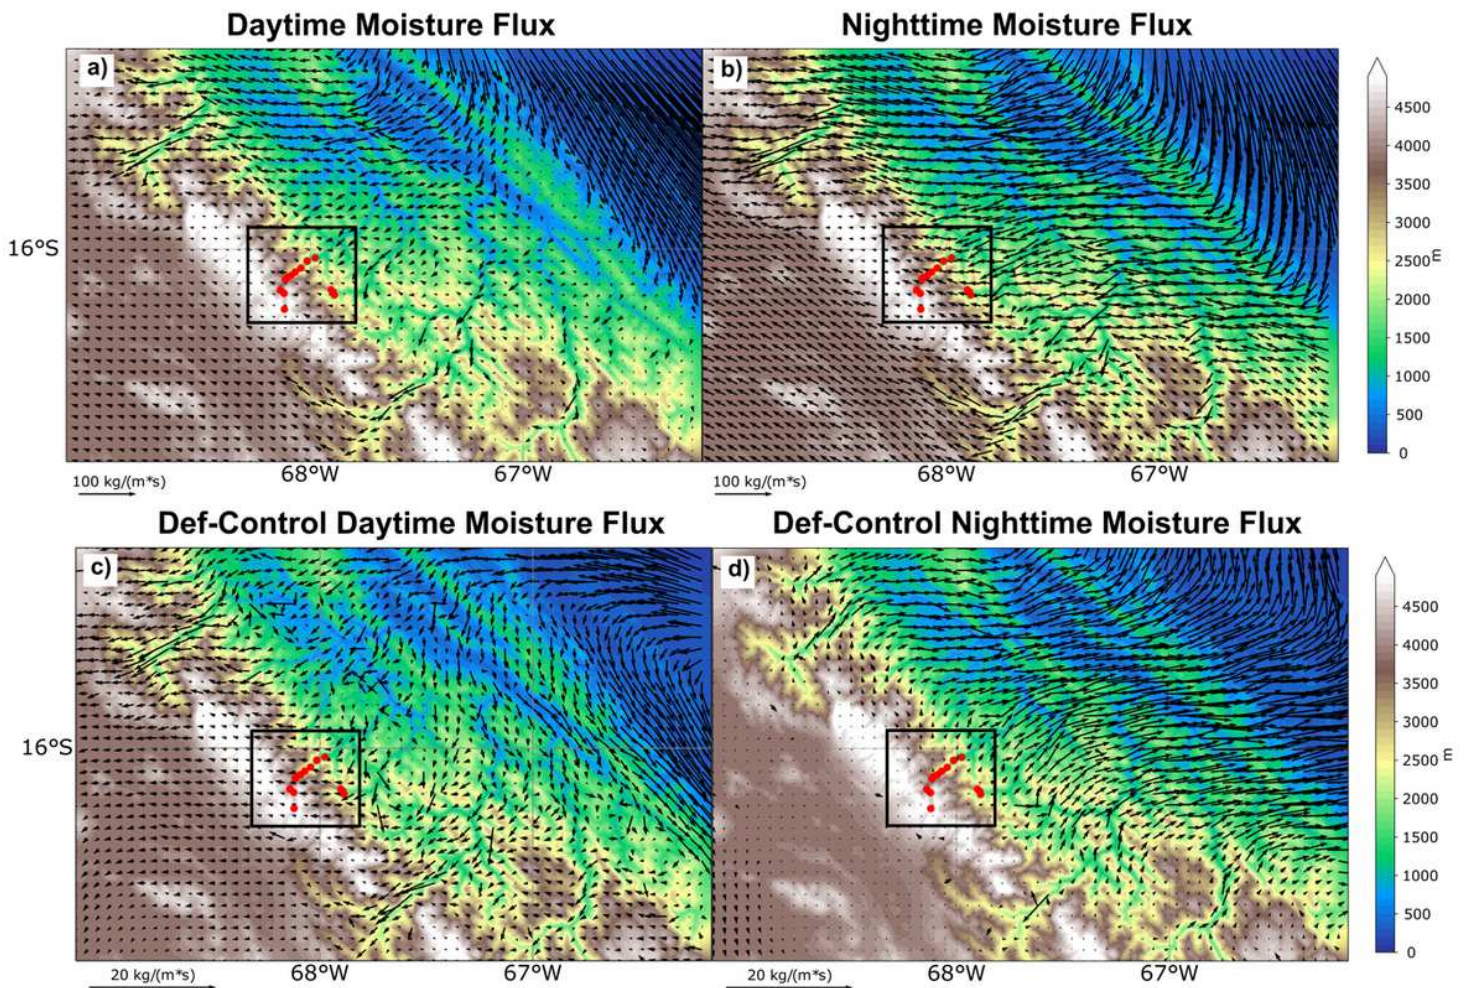 Daytime Moisture Flux
Nighttime Moisture Flux
a)
b)
4500
4000
3500
3000
2500
2000
1500
1000
500
0
m
16°S
68°W
67°W
68°W
67°W
100 kg/(m*s)
100 kg/(m*s)
Def-Control Daytime Moisture Flux
Def-Control Nighttime Moisture Flux
c)
d)
4500
4000
3500
3000
2500
2000
1500
1000
500
0
m
16°S
68°W
67°W
68°W
67°W
20 kg/(m*s)
20 kg/(m*s)